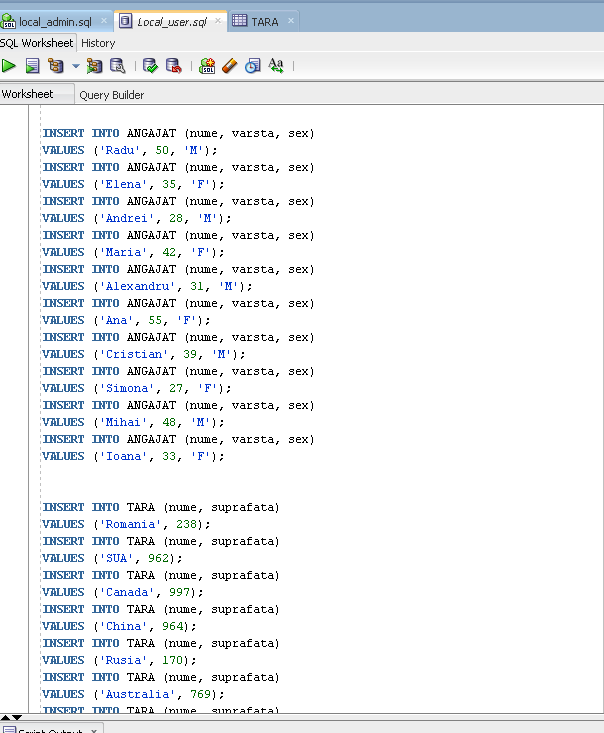 local_admin.sql
Local_user.sql
TARA
SQL Worksheet
History
Aa
Worksheet
Query Builder
INSERT INTO ANGAJAT (nume, varsta, sex)
VALUES ('Radu', 50, 'M');
INSERT INTO ANGAJAT (nume, varsta, sex)
VALUES ('Elena', 35, 'F');
INSERT INTO ANGAJAT (nume, varsta, sex)
VALUES ('Andrei', 28, 'M');
INSERT INTO ANGAJAT (nume, varsta, sex)
VALUES ('Maria', 42, 'F');
INSERT INTO ANGAJAT (nume, varsta, sex)
VALUES ('Alexandru', 31, 'M');
INSERT INTO ANGAJAT (nume, varsta, sex)
VALUES ('Ana', 55, 'F');
INSERT INTO ANGAJAT (nume, varsta, sex)
VALUES ('Cristian', 39, 'M');
INSERT INTO ANGAJAT (nume, varsta, sex)
VALUES ('Simona', 27, 'F');
INSERT INTO ANGAJAT (nume, varsta, sex)
VALUES ('Mihai', 48, 'M');
INSERT INTO ANGAJAT (nume, varsta, sex)
VALUES ('Ioana', 33, 'F');
INSERT INTO TARA (nume, suprafata)
VALUES ('Romania', 238);
INSERT INTO TARA (nume, suprafata)
VALUES ('SUA', 962);
INSERT INTO TARA (nume, suprafata)
VALUES ('Canada', 997);
INSERT INTO TARA (nume, suprafata)
VALUES ('China', 964);
INSERT INTO TARA (nume, suprafata)
VALUES ('Rusia', 170);
INSERT INTO TARA (nume, suprafata)
VALUES ('Australia', 769);
INSERT INTO TARA (nume, suprafata)
Script Output